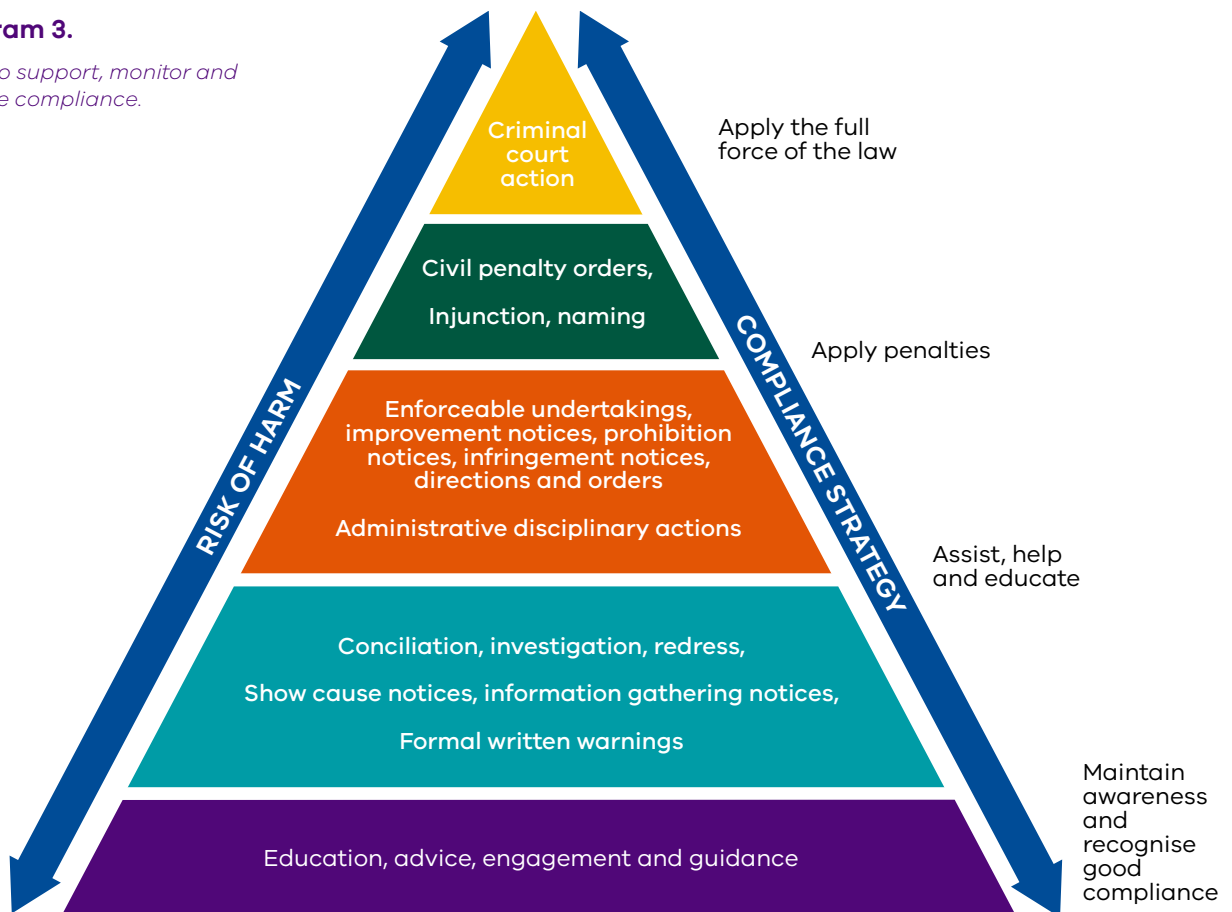 ram 3.
o support, monitor and
e compliance.
Criminal
court
action
Apply the full
force of the law
Civil penalty orders,
Injunction, naming
Apply penalties
RISK OF HARM
COMPLIANCE STRATEGY
Enforceable undertakings,
improvement notices, prohibition
notices, infringement notices,
directions and orders
Administrative disciplinary actions
Assist, help
and educate
Conciliation, investigation, redress,
Show cause notices, information gathering notices,
Formal written warnings
Maintain
awareness
and
recognise
good
compliance
Education, advice, engagement and guidance